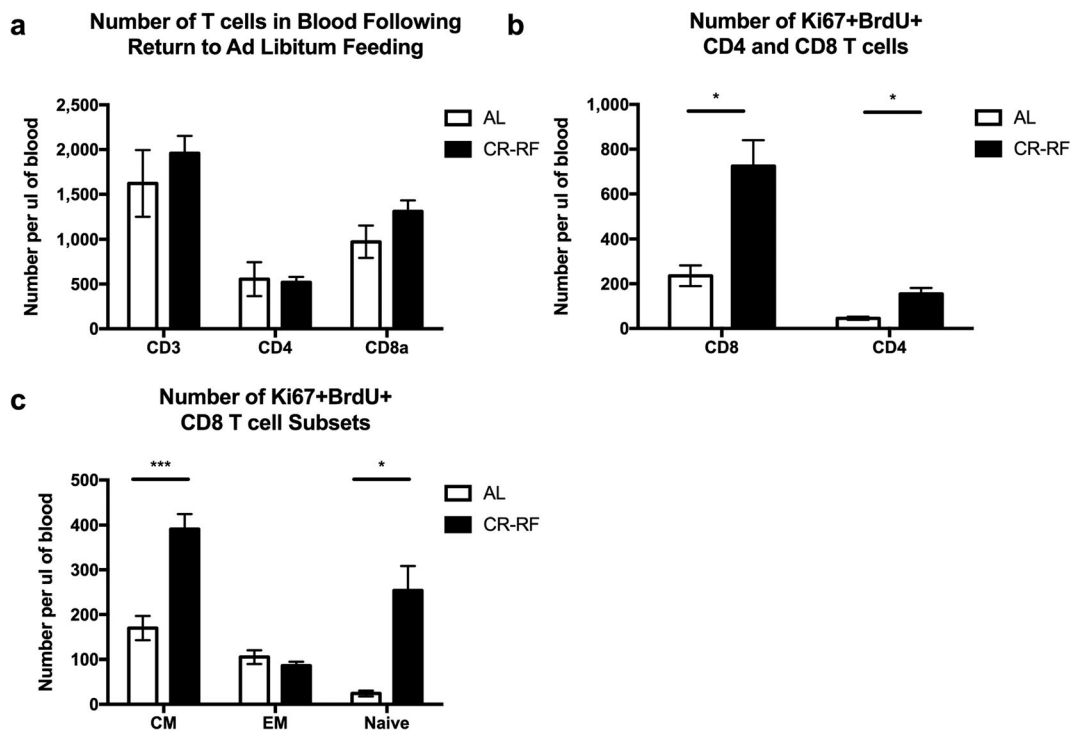 a
Number of T cells in Blood Following
Return to Ad Libitum Feeding
Number per ul of blood
2,500
2,000
1,500
1,000
500
0
CD3
CD4
CD8a
AL
CR-RF
b
Number of Ki67+BrdU+
CD4 and CD8 T cells
Number per ul of blood
1,000
800
600
400
200
0
*
*
CD8
CD4
AL
CR-RF
c
Number of Ki67+BrdU+
CD8 T cell Subsets
Number per ul of blood
500
400
300
200
100
0
***
*
CM
EM
Naive
AL
CR-RF